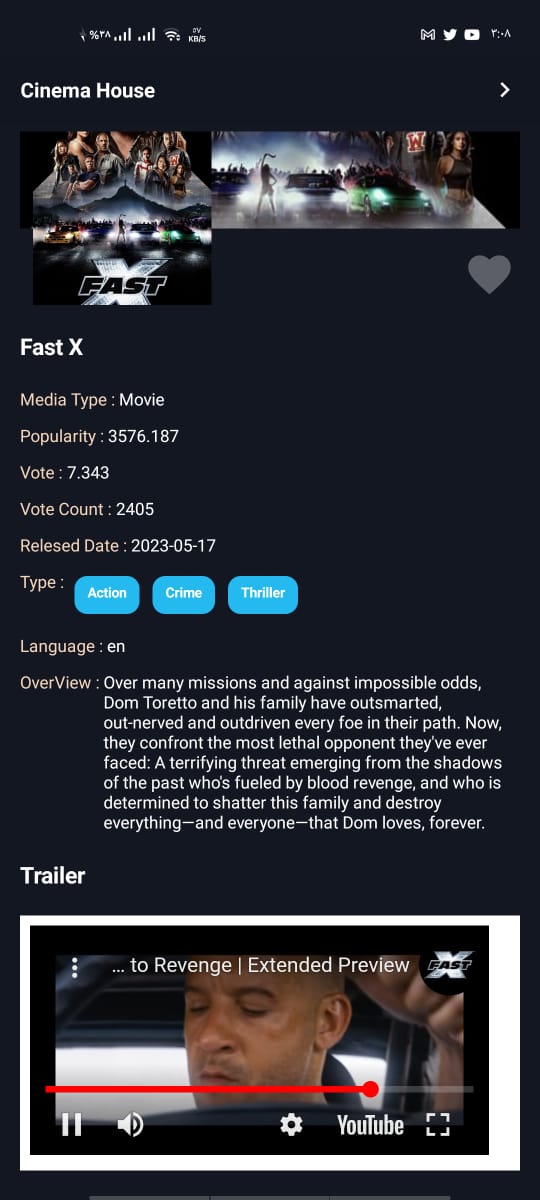 %٣٨ ٥٧ KB/S ٣:٠٨
Cinema House
FAST X
Fast X
Media Type : Movie
Popularity : 3576.187
Vote : 7.343
Vote Count : 2405
Relesed Date : 2023-05-17
Type : Action Crime Thriller
Language : en
OverView : Over many missions and against impossible odds,
Dom Toretto and his family have outsmarted,
out-nerved and outdriven every foe in their path. Now,
they confront the most lethal opponent they've ever
faced: A terrifying threat emerging from the shadows
of the past who's fueled by blood revenge, and who is
determined to shatter this family and destroy
everything—and everyone—that Dom loves, forever.
Trailer
... to Revenge | Extended Preview
FAST X
YouTube